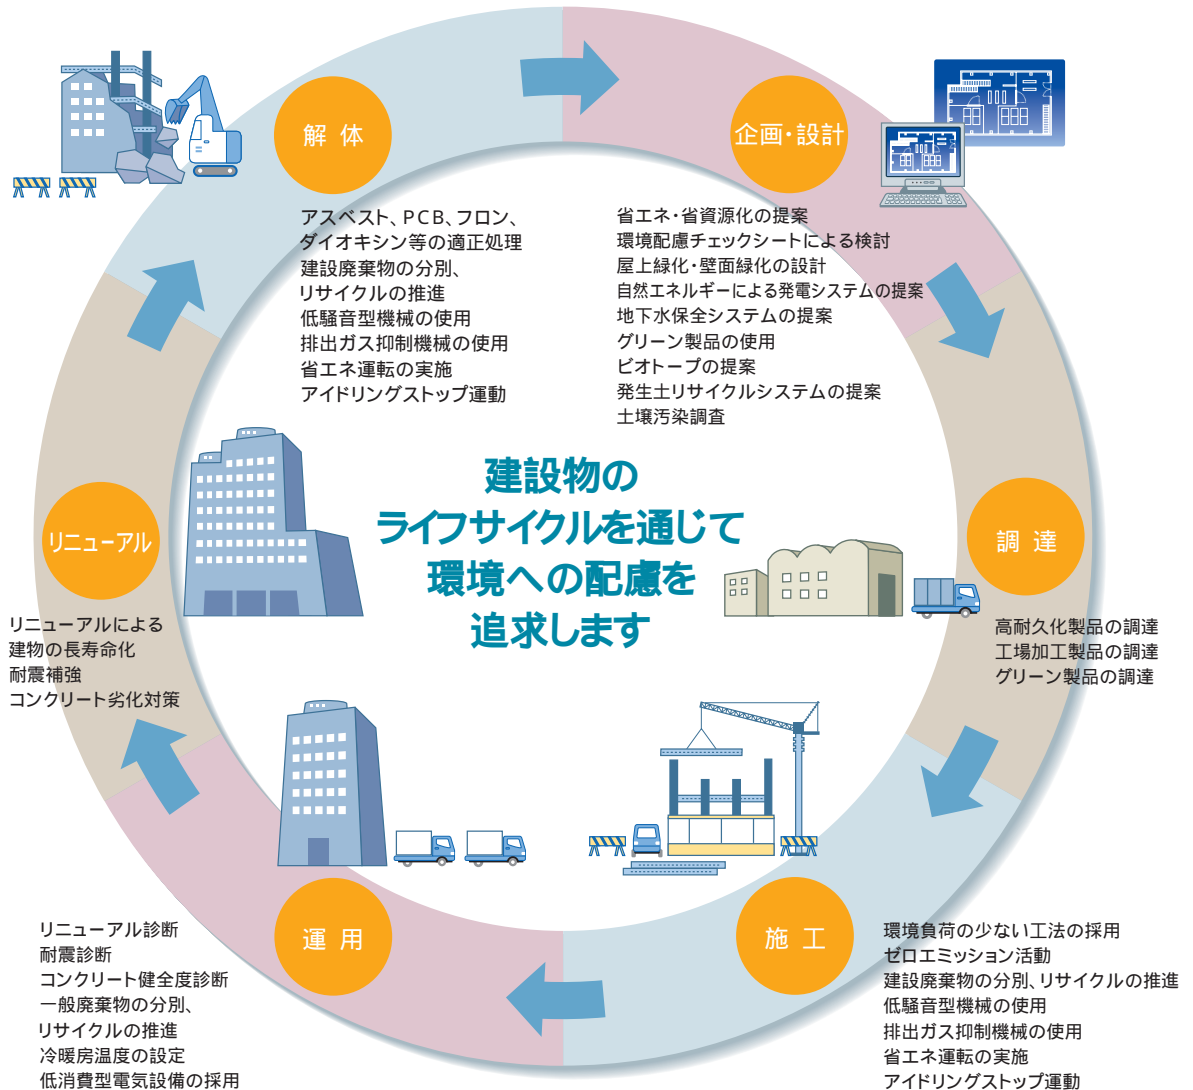 解体
アスベスト、PCB、フロン、
ダイオキシン等の適正処理
建設廃棄物の分別、
リサイクルの推進
低騒音型機械の使用
排出ガス抑制機械の使用
省エネ運転の実施
アイドリングストップ運動
企画・設計
省エネ・省資源化の提案
環境配慮チェックシートによる検討
屋上緑化・壁面緑化の設計
自然エネルギーによる発電システムの提案
地下水保全システムの提案
グリーン製品の使用
ビオトープの提案
発生土リサイクルシステムの提案
土壌汚染調査
建設物の
ライフサイクルを通じて
環境への配慮を
追求します
リニューアル
リニューアルによる
建物の長寿命化
耐震補強
コンクリート劣化対策
調達
高耐久化製品の調達
工場加工製品の調達
グリーン製品の調達
運用
リニューアル診断
耐震診断
コンクリート健全度診断
一般廃棄物の分別、
リサイクルの推進
冷暖房温度の設定
低消費型電気設備の採用
施工
環境負荷の少ない工法の採用
ゼロエミッション活動
建設廃棄物の分別、リサイクルの推進
低騒音型機械の使用
排出ガス抑制機械の使用
省エネ運転の実施
アイドリングストップ運動